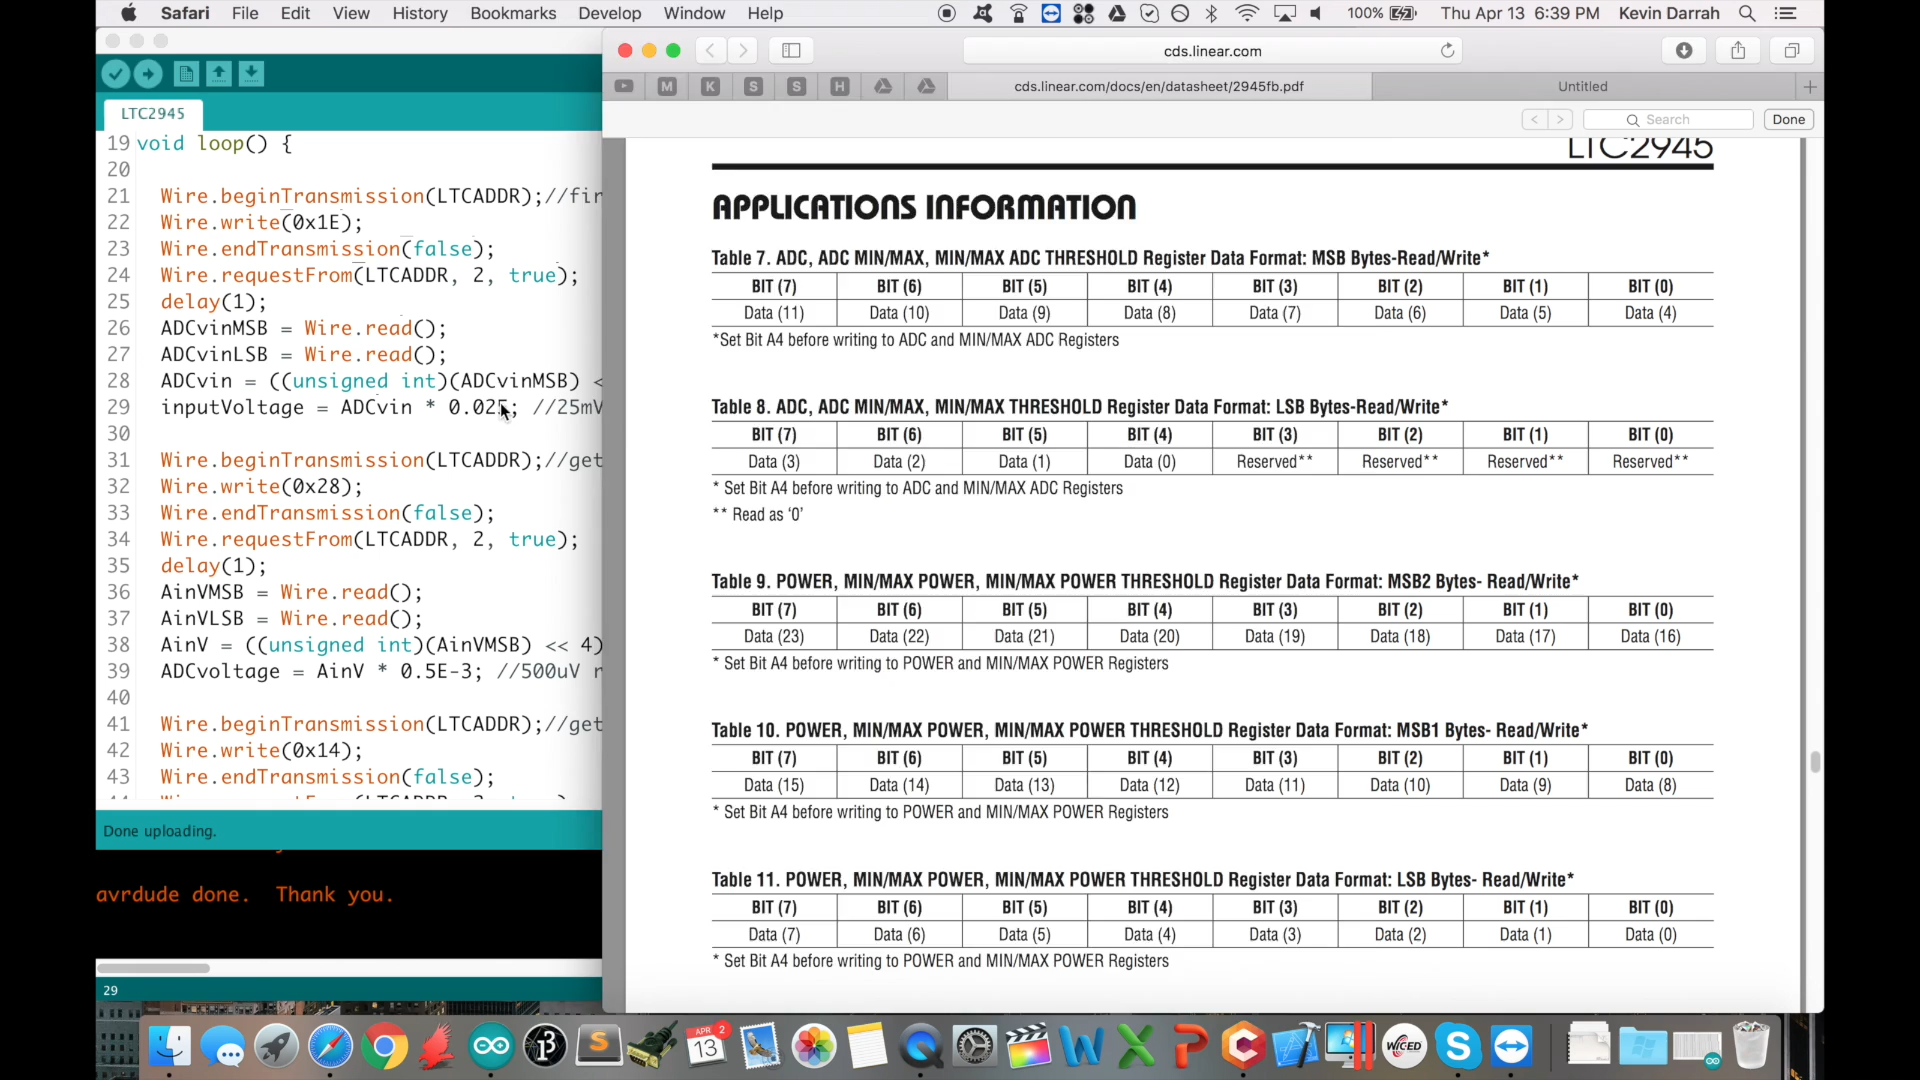 Safari File Edit View History Bookmarks Develop Window Help 100% Thu Apr 13 6:39 PM Kevin Darrah
cds.linear.com
M K S S H cds.linear.com/docs/en/datasheet/2945fb.pdf Untitled
Search Done
LTC2945
19 void loop() {
20
21 Wire.beginTransmission(LTCADDR);//fir
22 Wire.write(0x1E);
23 Wire.endTransmission(false);
24 Wire.requestFrom(LTCADDR, 2, true);
25 delay(1);
26 ADCvinMSB = Wire.read();
27 ADCvinLSB = Wire.read();
28 ADCvin = ((unsigned int)(ADCvinMSB) <
29 inputVoltage = ADCvin * 0.025; //25mV
30
31 Wire.beginTransmission(LTCADDR);//get
32 Wire.write(0x28);
33 Wire.endTransmission(false);
34 Wire.requestFrom(LTCADDR, 2, true);
35 delay(1);
36 AinVMSB = Wire.read();
37 AinVLSB = Wire.read();
38 AinV = ((unsigned int)(AinVMSB) << 4)
39 ADCvoltage = AinV * 0.5E-3; //500uV r
40
41 Wire.beginTransmission(LTCADDR);//get
42 Wire.write(0x14);
43 Wire.endTransmission(false);
Done uploading.
avrdude done. Thank you.
29
LTC2945
APPLICATIONS INFORMATION
Table 7. ADC, ADC MIN/MAX, MIN/MAX ADC THRESHOLD Register Data Format: MSB Bytes-Read/Write*
BIT (7) BIT (6) BIT (5) BIT (4) BIT (3) BIT (2) BIT (1) BIT (0)
Data (11) Data (10) Data (9) Data (8) Data (7) Data (6) Data (5) Data (4)
*Set Bit A4 before writing to ADC and MIN/MAX ADC Registers
Table 8. ADC, ADC MIN/MAX, MIN/MAX THRESHOLD Register Data Format: LSB Bytes-Read/Write*
BIT (7) BIT (6) BIT (5) BIT (4) BIT (3) BIT (2) BIT (1) BIT (0)
Data (3) Data (2) Data (1) Data (0) Reserved** Reserved** Reserved** Reserved**
* Set Bit A4 before writing to ADC and MIN/MAX ADC Registers
** Read as ‘0’
Table 9. POWER, MIN/MAX POWER, MIN/MAX POWER THRESHOLD Register Data Format: MSB2 Bytes- Read/Write*
BIT (7) BIT (6) BIT (5) BIT (4) BIT (3) BIT (2) BIT (1) BIT (0)
Data (23) Data (22) Data (21) Data (20) Data (19) Data (18) Data (17) Data (16)
* Set Bit A4 before writing to POWER and MIN/MAX POWER Registers
Table 10. POWER, MIN/MAX POWER, MIN/MAX POWER THRESHOLD Register Data Format: MSB1 Bytes- Read/Write*
BIT (7) BIT (6) BIT (5) BIT (4) BIT (3) BIT (2) BIT (1) BIT (0)
Data (15) Data (14) Data (13) Data (12) Data (11) Data (10) Data (9) Data (8)
* Set Bit A4 before writing to POWER and MIN/MAX POWER Registers
Table 11. POWER, MIN/MAX POWER, MIN/MAX POWER THRESHOLD Register Data Format: LSB Bytes- Read/Write*
BIT (7) BIT (6) BIT (5) BIT (4) BIT (3) BIT (2) BIT (1) BIT (0)
Data (7) Data (6) Data (5) Data (4) Data (3) Data (2) Data (1) Data (0)
* Set Bit A4 before writing to POWER and MIN/MAX POWER Registers
APR 2
13
WICED